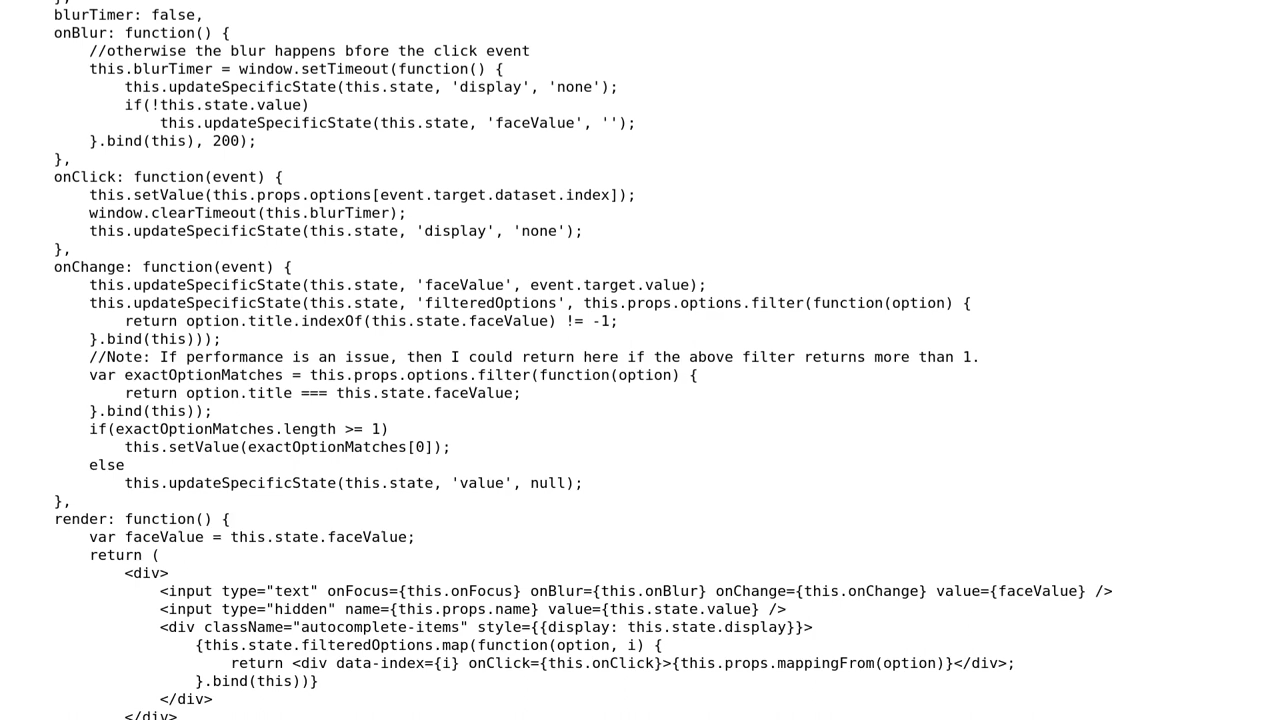 },
blurTimer: false,
onBlur: function() {
//otherwise the blur happens bfore the click event
this.blurTimer = window.setTimeout(function() {
this.updateSpecificState(this.state, 'display', 'none');
if(!this.state.value)
this.updateSpecificState(this.state, 'faceValue', '');
}.bind(this), 200);
},
onClick: function(event) {
this.setValue(this.props.options[event.target.dataset.index]);
window.clearTimeout(this.blurTimer);
this.updateSpecificState(this.state, 'display', 'none');
},
onChange: function(event) {
this.updateSpecificState(this.state, 'faceValue', event.target.value);
this.updateSpecificState(this.state, 'filteredOptions', this.props.options.filter(function(option) {
return option.title.indexOf(this.state.faceValue) != -1;
}.bind(this)));
//Note: If performance is an issue, then I could return here if the above filter returns more than 1.
var exactOptionMatches = this.props.options.filter(function(option) {
return option.title === this.state.faceValue;
}.bind(this));
if(exactOptionMatches.length >= 1)
this.setValue(exactOptionMatches[0]);
else
this.updateSpecificState(this.state, 'value', null);
},
render: function() {
var faceValue = this.state.faceValue;
return (
<div>
<input type="text" onFocus={this.onFocus} onBlur={this.onBlur} onChange={this.onChange} value={faceValue} />
<input type="hidden" name={this.props.name} value={this.state.value} />
<div className="autocomplete-items" style={{display: this.state.display}}>
{this.state.filteredOptions.map(function(option, i) {
return <div data-index={i} onClick={this.onClick}>{this.props.mappingFrom(option)}</div>;
}.bind(this))}
</div>
</div>